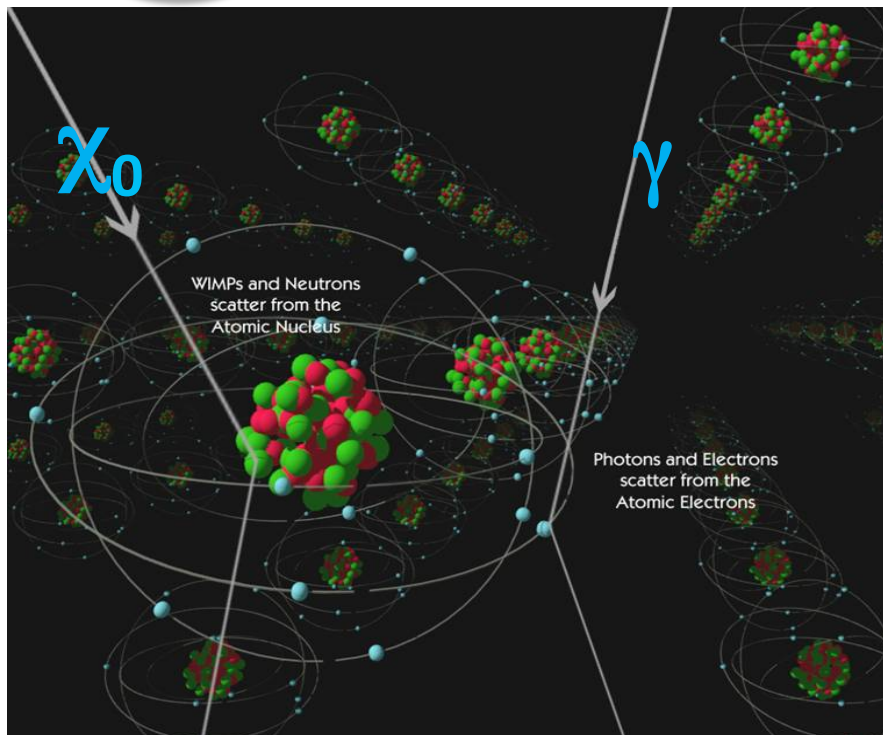 χ₀
γ
WIMPs and Neutrons
scatter from the
Atomic Nucleus
Photons and Electrons
scatter from the
Atomic Electrons